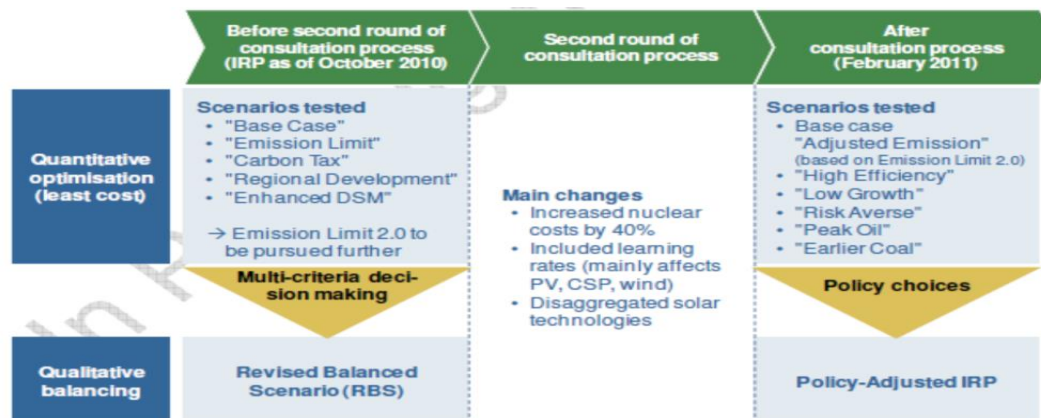 Before second round of
consultation process
(IRP as of October 2010)
Second round of
consultation process
After
consultation process
(February 2011)
Quantitative
optimisation
(least cost)
Scenarios tested
• "Base Case"
• "Emission Limit"
• "Carbon Tax"
• "Regional Development"
• "Enhanced DSM"
→ Emission Limit 2.0 to
be pursued further
Multi-criteria deci-
sion making
Main changes
• Increased nuclear
costs by 40%
• Included learning
rates (mainly affects
PV, CSP, wind)
• Disaggregated solar
technologies
Scenarios tested
• Base case
"Adjusted Emission"
(based on Emission Limit 2.0)
• "High Efficiency"
• "Low Growth"
• "Risk Averse"
• "Peak Oil"
• "Earlier Coal"
Policy choices
Qualitative
balancing
Revised Balanced
Scenario (RBS)
Policy-Adjusted IRP